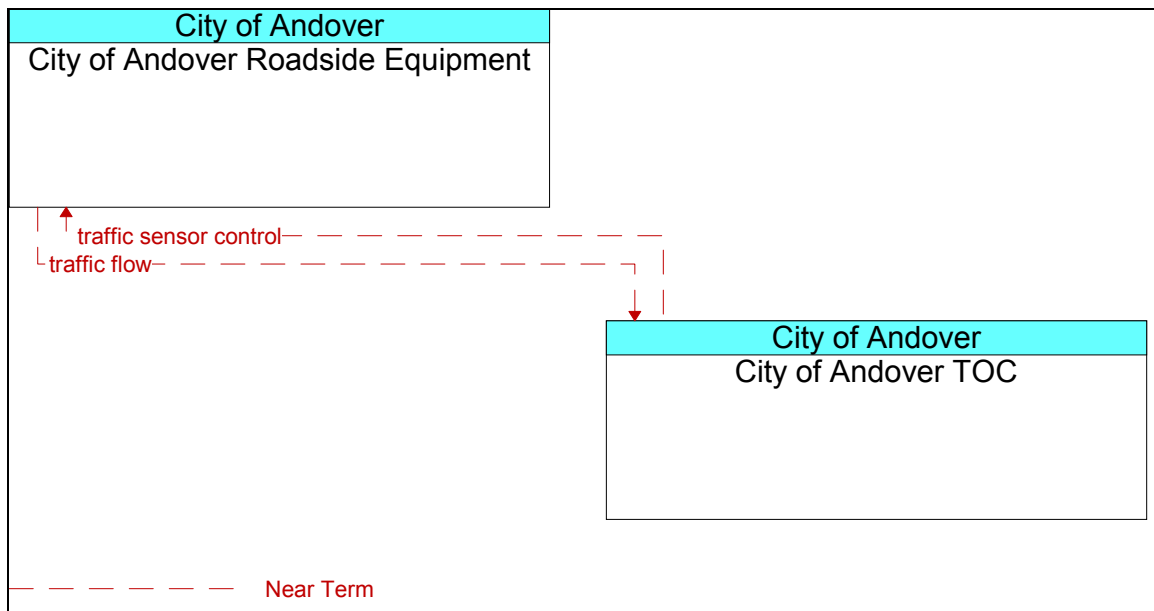 City of Andover
City of Andover Roadside Equipment
traffic sensor control
traffic flow
City of Andover
City of Andover TOC
Near Term